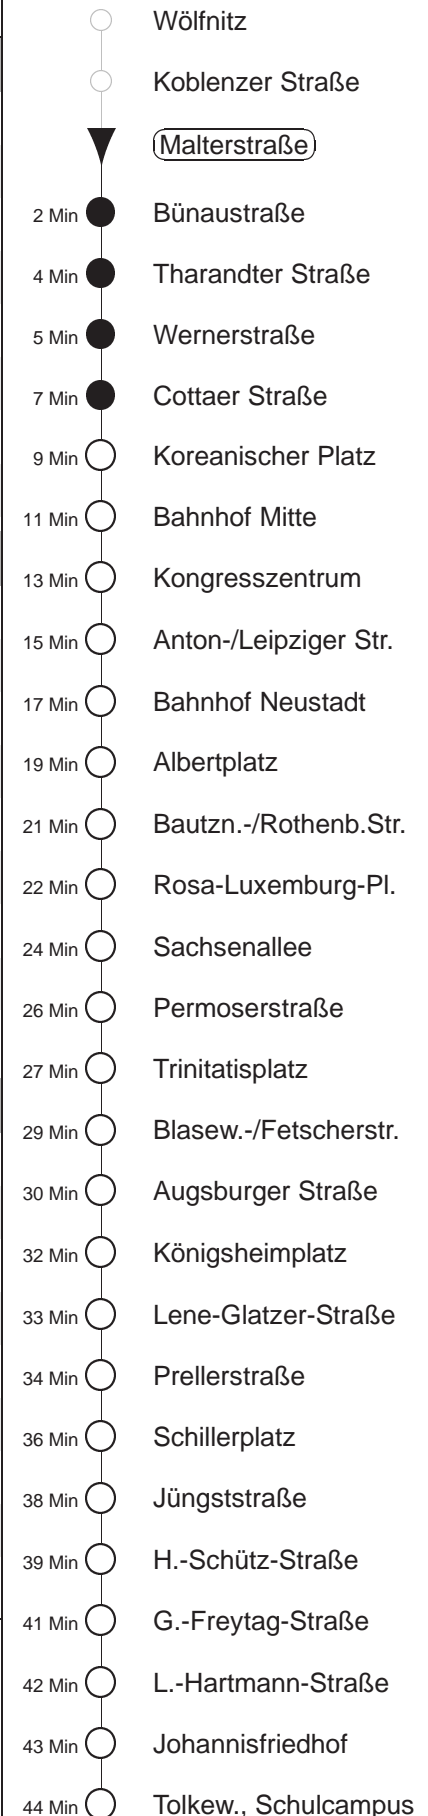 Wölfnitz
Koblenzer Straße
Malterstraße
2 Min Bünaustraße
4 Min Tharandter Straße
5 Min Wernerstraße
7 Min Cottaer Straße
9 Min Koreanischer Platz
11 Min Bahnhof Mitte
13 Min Kongresszentrum
15 Min Anton-/Leipziger Str.
17 Min Bahnhof Neustadt
19 Min Albertplatz
21 Min Bautzn.-/Rothenb.Str.
22 Min Rosa-Luxemburg-Pl.
24 Min Sachsenallee
26 Min Permoserstraße
27 Min Trinitatisplatz
29 Min Blasew.-/Fetscherstr.
30 Min Augsburger Straße
32 Min Königsheimplatz
33 Min Lene-Glatzer-Straße
34 Min Prellerstraße
36 Min Schillerplatz
38 Min Jüngststraße
39 Min H.-Schütz-Straße
41 Min G.-Freytag-Straße
42 Min L.-Hartmann-Straße
43 Min Johannisfriedhof
44 Min Tolkew., Schulcampus